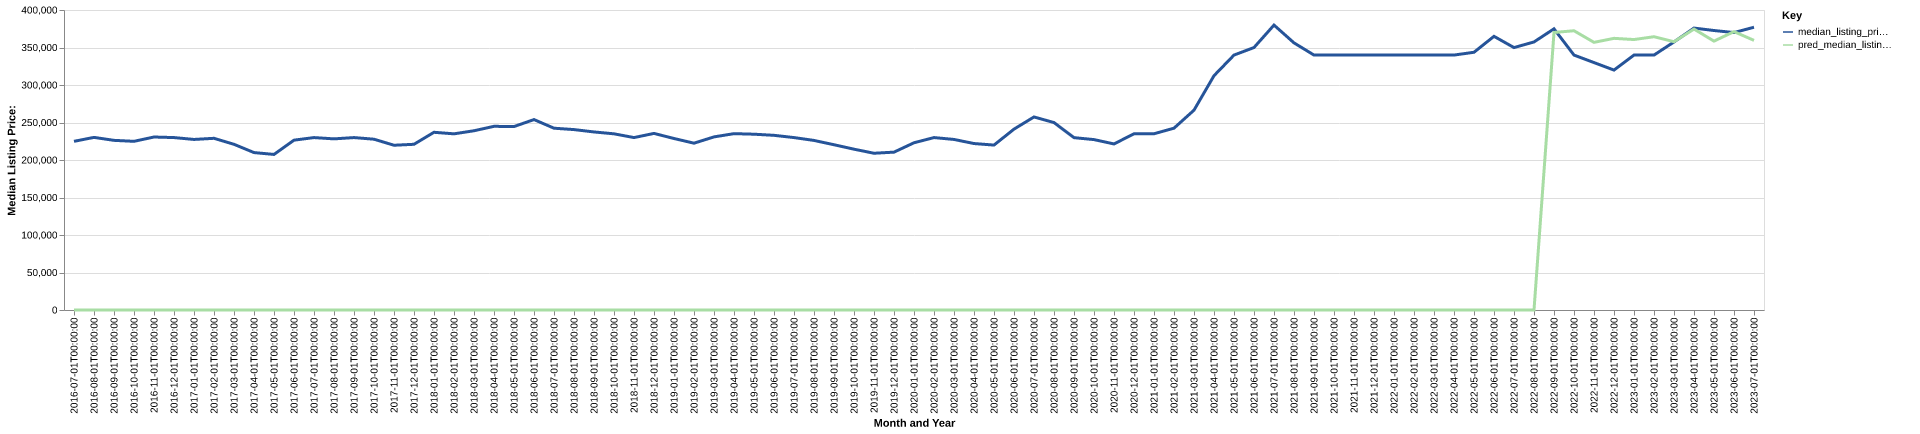 400,000
350,000
300,000
250,000
200,000
150,000
100,000
50,000
0
Median Listing Price:
2016-07-01T00:00:00
2016-08-01T00:00:00
2016-09-01T00:00:00
2016-10-01T00:00:00
2016-11-01T00:00:00
2016-12-01T00:00:00
2017-01-01T00:00:00
2017-02-01T00:00:00
2017-03-01T00:00:00
2017-04-01T00:00:00
2017-05-01T00:00:00
2017-06-01T00:00:00
2017-07-01T00:00:00
2017-08-01T00:00:00
2017-09-01T00:00:00
2017-10-01T00:00:00
2017-11-01T00:00:00
2017-12-01T00:00:00
2018-01-01T00:00:00
2018-02-01T00:00:00
2018-03-01T00:00:00
2018-04-01T00:00:00
2018-05-01T00:00:00
2018-06-01T00:00:00
2018-07-01T00:00:00
2018-08-01T00:00:00
2018-09-01T00:00:00
2018-10-01T00:00:00
2018-11-01T00:00:00
2018-12-01T00:00:00
2019-01-01T00:00:00
2019-02-01T00:00:00
2019-03-01T00:00:00
2019-04-01T00:00:00
2019-05-01T00:00:00
2019-06-01T00:00:00
2019-07-01T00:00:00
2019-08-01T00:00:00
2019-09-01T00:00:00
2019-10-01T00:00:00
2019-11-01T00:00:00
2019-12-01T00:00:00
2020-01-01T00:00:00
2020-02-01T00:00:00
2020-03-01T00:00:00
2020-04-01T00:00:00
2020-05-01T00:00:00
2020-06-01T00:00:00
2020-07-01T00:00:00
2020-08-01T00:00:00
2020-09-01T00:00:00
2020-10-01T00:00:00
2020-11-01T00:00:00
2020-12-01T00:00:00
2021-01-01T00:00:00
2021-02-01T00:00:00
2021-03-01T00:00:00
2021-04-01T00:00:00
2021-05-01T00:00:00
2021-06-01T00:00:00
2021-07-01T00:00:00
2021-08-01T00:00:00
2021-09-01T00:00:00
2021-10-01T00:00:00
2021-11-01T00:00:00
2021-12-01T00:00:00
2022-01-01T00:00:00
2022-02-01T00:00:00
2022-03-01T00:00:00
2022-04-01T00:00:00
2022-05-01T00:00:00
2022-06-01T00:00:00
2022-07-01T00:00:00
2022-08-01T00:00:00
2022-09-01T00:00:00
2022-10-01T00:00:00
2022-11-01T00:00:00
2022-12-01T00:00:00
2023-01-01T00:00:00
2023-02-01T00:00:00
2023-03-01T00:00:00
2023-04-01T00:00:00
2023-05-01T00:00:00
2023-06-01T00:00:00
2023-07-01T00:00:00
Month and Year
Key
median_listing_pri…
pred_median_listin…